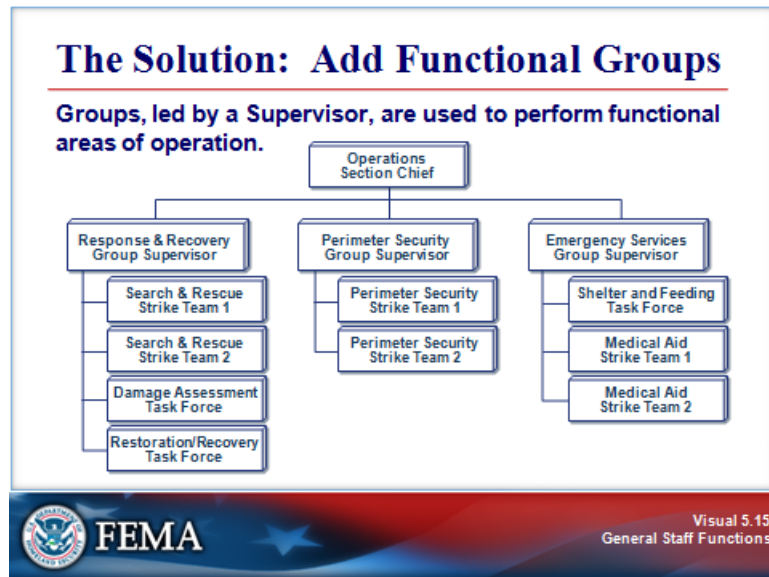 The Solution: Add Functional Groups
Groups, led by a Supervisor, are used to perform functional
areas of operation.
Operations
Section Chief
Response & Recovery
Group Supervisor
Search & Rescue
Strike Team 1
Search & Rescue
Strike Team 2
Damage Assessment
Task Force
Restoration/Recovery
Task Force
Perimeter Security
Group Supervisor
Perimeter Security
Strike Team 1
Perimeter Security
Strike Team 2
Emergency Services
Group Supervisor
Shelter and Feeding
Task Force
Medical Aid
Strike Team 1
Medical Aid
Strike Team 2
FEMA
Visual 5.15
General Staff Functions